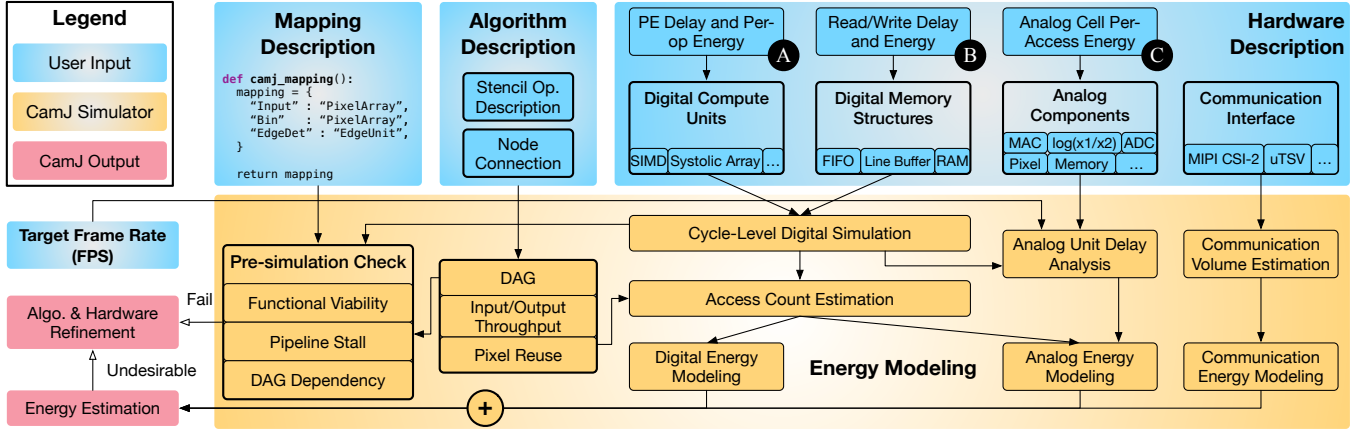 Legend
User Input
CamJ Simulator
CamJ Output
Mapping
Description
def camj_mapping():
mapping = {
“Input” : “PixelArray”,
“Bin” : “PixelArray”,
“EdgeDet” : “EdgeUnit”,
}
return mapping
Algorithm
Description
Stencil Op.
Description
Node
Connection
PE Delay and Per-
op Energy
A
Read/Write Delay
and Energy
B
Analog Cell Per-
Access Energy
C
Hardware
Description
Digital Compute
Units
SIMD
Systolic Array
...
Digital Memory
Structures
FIFO
Line Buffer
RAM
Analog
Components
MAC
log(x1/x2)
ADC
Pixel
Memory
...
Communication
Interface
MIPI CSI-2
uTSV
...
Target Frame Rate
(FPS)
Pre-simulation Check
Functional Viability
Pipeline Stall
DAG Dependency
DAG
Input/Output
Throughput
Pixel Reuse
Cycle-Level Digital Simulation
Access Count Estimation
Analog Unit Delay
Analysis
Communication
Volume Estimation
Digital Energy
Modeling
Energy Modeling
Analog Energy
Modeling
Communication
Energy Modeling
Fail
Algo. & Hardware
Refinement
Undesirable
Energy Estimation
+